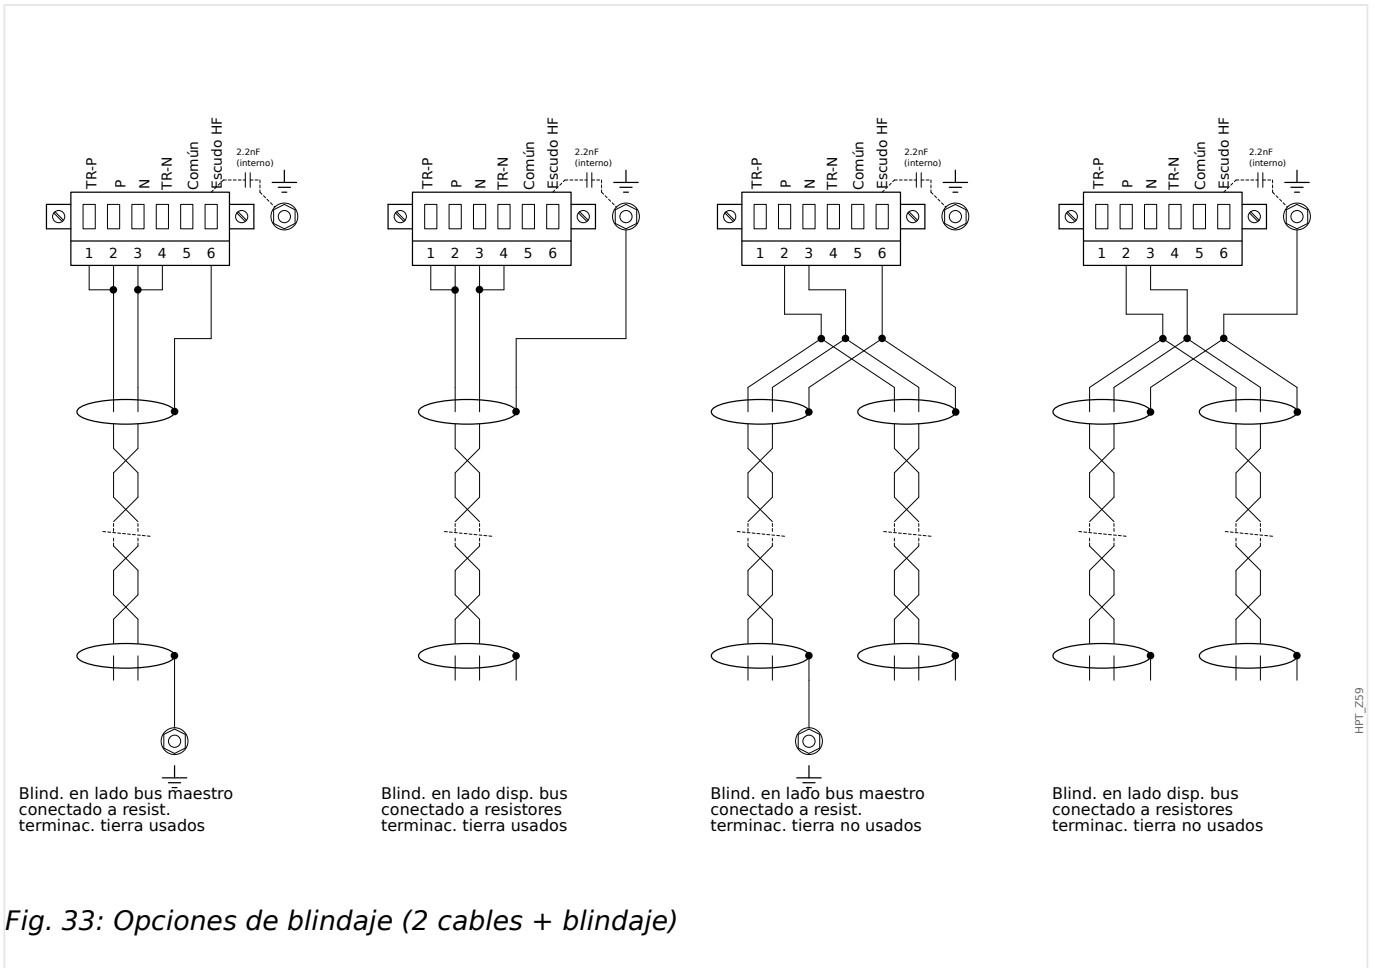 TR-P
P
N
TR-N
Común
Escudo HF
2.2nF
(interno)
1 2 3 4 5 6
Blind. en lado bus maestro
conectado a resist.
terminac. tierra usados
TR-P
P
N
TR-N
Común
Escudo HF
2.2nF
(interno)
1 2 3 4 5 6
Blind. en lado disp. bus
conectado a resistores
terminac. tierra usados
TR-P
P
N
TR-N
Común
Escudo HF
2.2nF
(interno)
1 2 3 4 5 6
Blind. en lado bus maestro
conectado a resist.
terminac. tierra no usados
TR-P
P
N
TR-N
Común
Escudo HF
2.2nF
(interno)
1 2 3 4 5 6
Blind. en lado disp. bus
conectado a resistores
terminac. tierra no usados
HPT_Z59
Fig. 33: Opciones de blindaje (2 cables + blindaje)